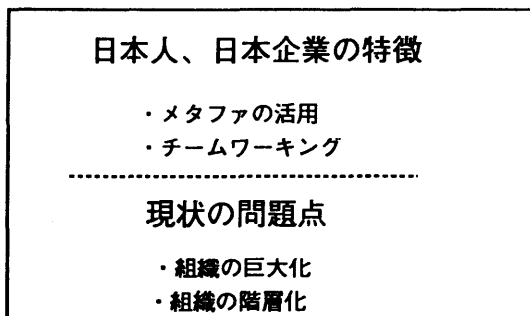 日本人、日本企業の特徴
・メタファの活用
・チームワーキング
現状の問題点
・組織の巨大化
・組織の階層化